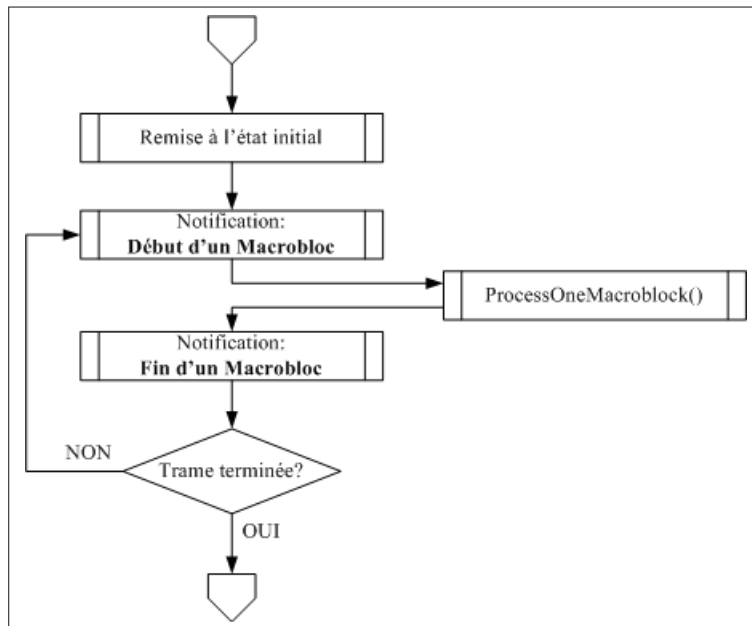 Remise à l'état initial
Notification:
Début d'un Macrobloc
ProcessOneMacroblock()
Notification:
Fin d'un Macrobloc
NON
Trame terminée?
OUI